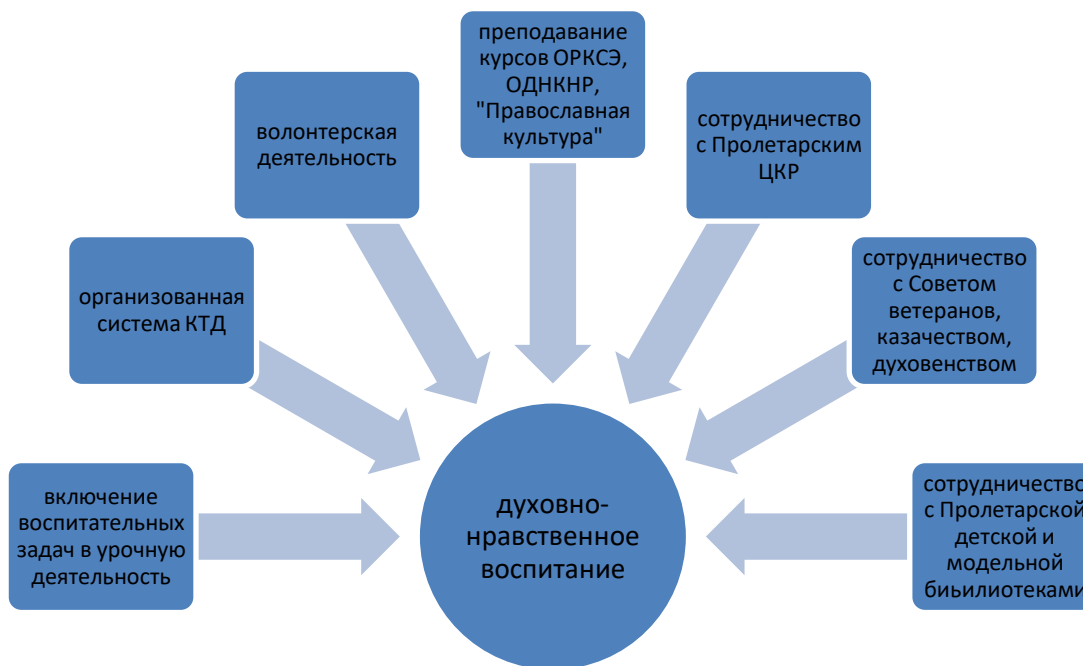 преподавание
курсов ОРКСЭ,
ОДНКНР,
"Православная
культура"
волонтерская
деятельность
сотрудничество
с Пролетарским
ЦКР
организованная
система КТД
сотрудничество
с Советом
ветеранов,
казачеством,
духовенством
включение
воспитательных
задач в урочную
деятельность
духовно-
нравственное
воспитание
сотрудничество
с Пролетарской
детской и
модельной
биьилиотеками